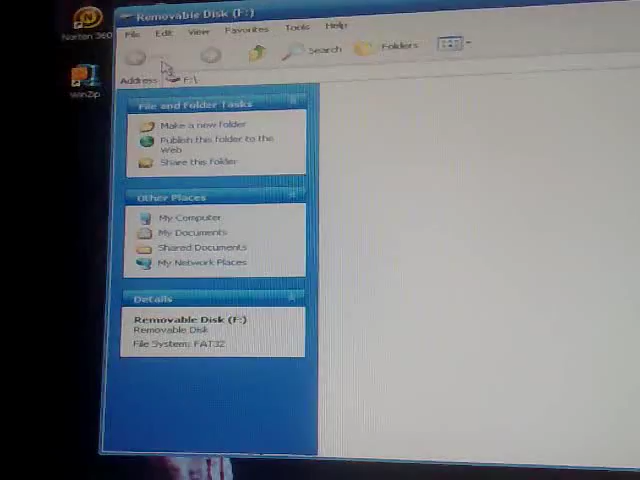 Norton 360
WinZip
Removable Disk (F:)
File Edit View Favorites Tools Help
Search Folders
Address F:\
File and Folder Tasks
Make a new folder
Publish this folder to the
Web
Share this folder
Other Places
My Computer
My Documents
Shared Documents
My Network Places
Details
Removable Disk (F:)
Removable Disk
File System: FAT32